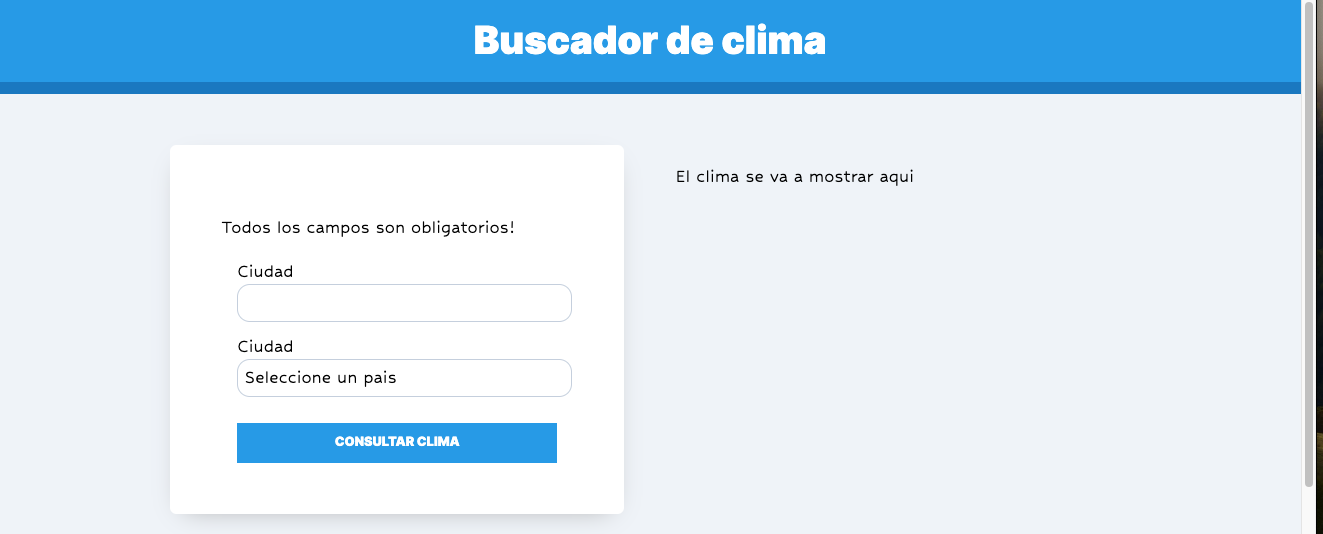 Buscador de clima
Todos los campos son obligatorios!
Ciudad
Ciudad
Seleccione un pais
CONSULTAR CLIMA
El clima se va a mostrar aqui